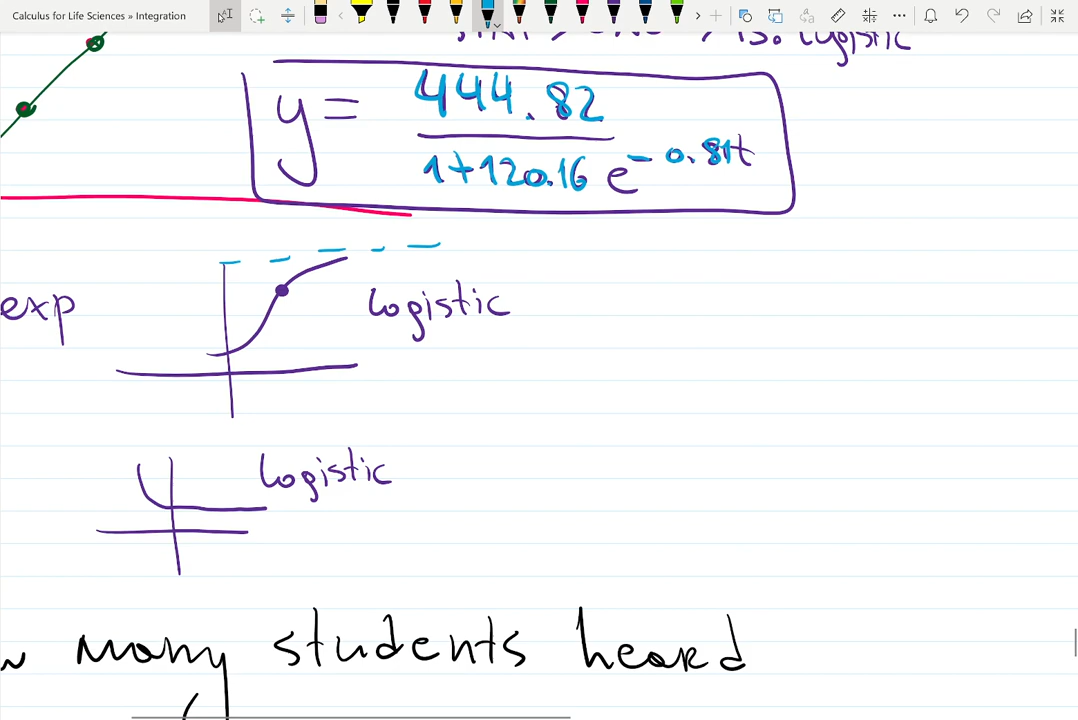 Calculus for Life Sciences » Integration
logistic
y = 444.82 / 1+120.16 e^-0.81t
exp
logistic
logistic
many students heard